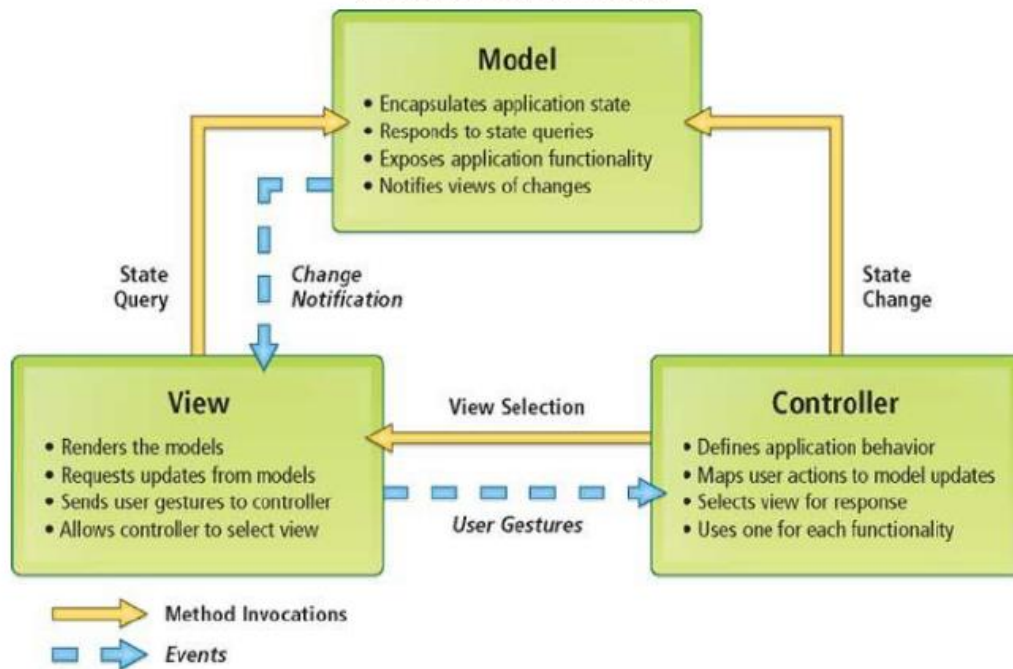 Model
• Encapsulates application state
• Responds to state queries
• Exposes application functionality
• Notifies views of changes
State
Query
Change
Notification
State
Change
View
• Renders the models
• Requests updates from models
• Sends user gestures to controller
• Allows controller to select view
View Selection
User Gestures
Controller
• Defines application behavior
• Maps user actions to model updates
• Selects view for response
• Uses one for each functionality
Method Invocations
Events